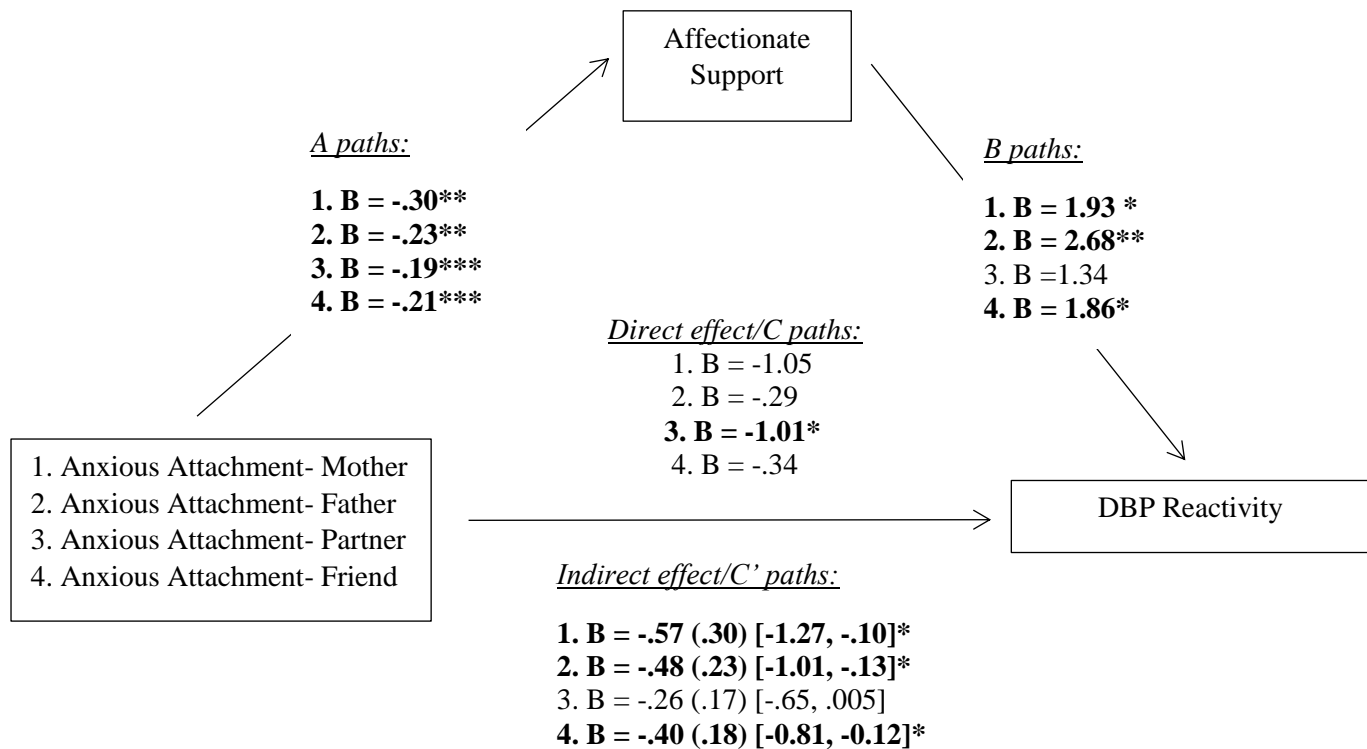 Affectionate
Support
A paths:
1. B = -.30**
2. B = -.23**
3. B = -.19***
4. B = -.21***
B paths:
1. B = 1.93 *
2. B = 2.68**
3. B =1.34
4. B = 1.86*
Direct effect/C paths:
1. B = -1.05
2. B = -.29
3. B = -1.01*
4. B = -.34
1. Anxious Attachment- Mother
2. Anxious Attachment- Father
3. Anxious Attachment- Partner
4. Anxious Attachment- Friend
DBP Reactivity
Indirect effect/C’ paths:
1. B = -.57 (.30) [-1.27, -.10]*
2. B = -.48 (.23) [-1.01, -.13]*
3. B = -.26 (.17) [-.65, .005]
4. B = -.40 (.18) [-0.81, -0.12]*